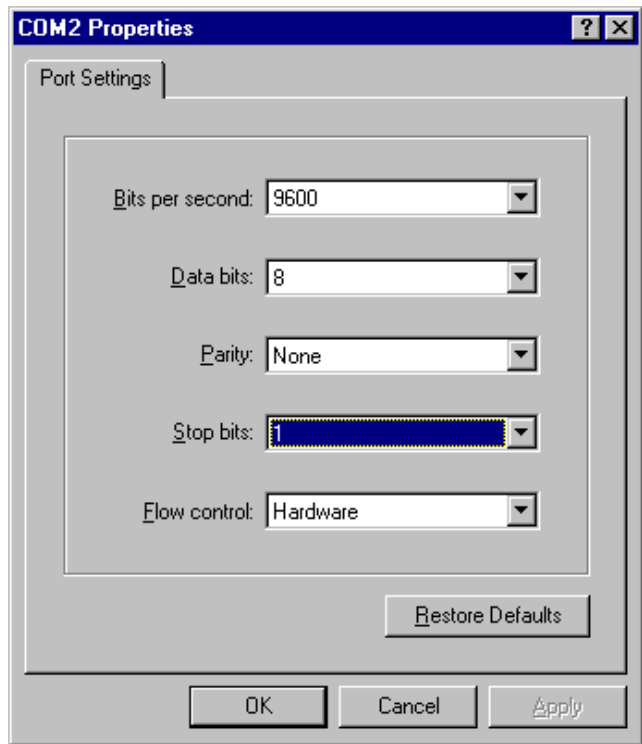 COM2 Properties
Port Settings
Bits per second: 9600
Data bits: 8
Parity: None
Stop bits: 1
Flow control: Hardware
Restore Defaults
OK Cancel Apply